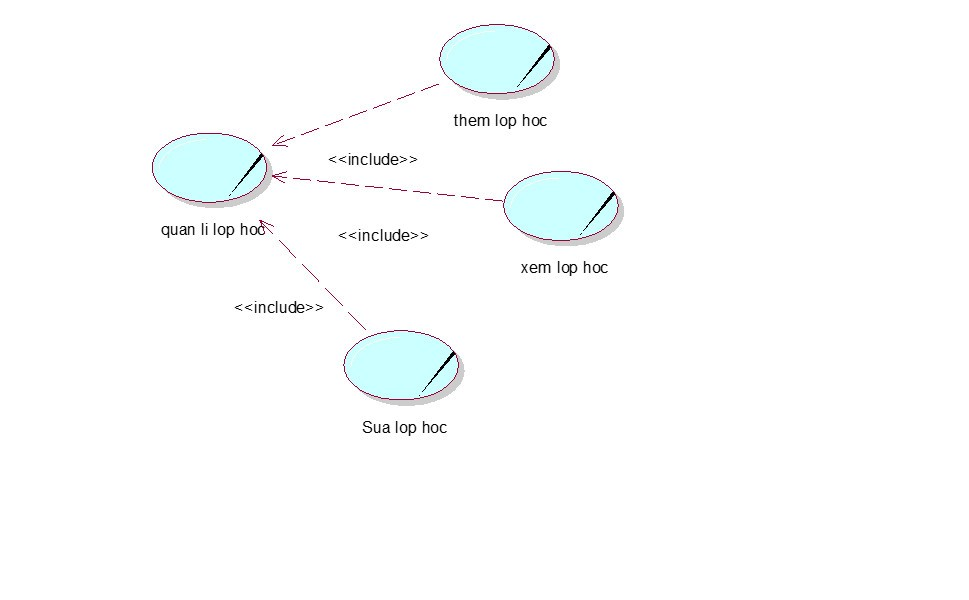 them lop hoc
<<include>>
quan li lop hoc
<<include>>
xem lop hoc
<<include>>
Sua lop hoc